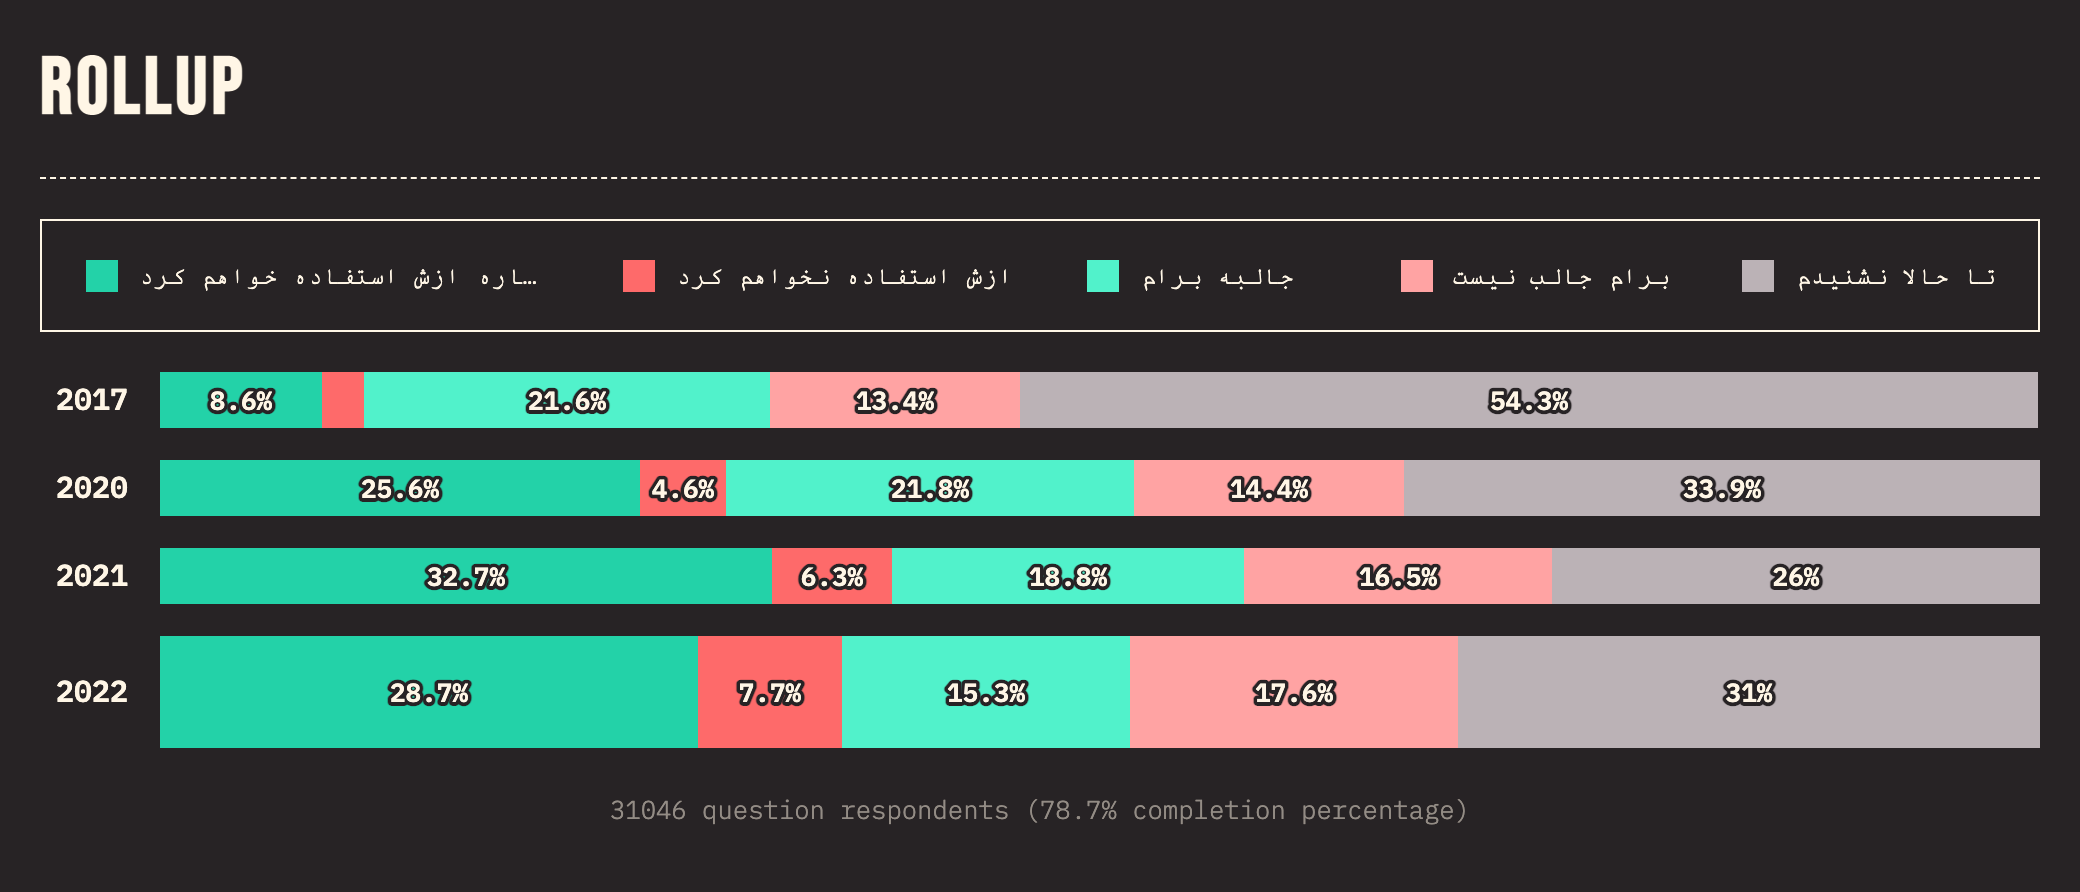 ROLLUP
…ـاره ازش استفاده خواهم کرد
ازش استفاده نخواهم کرد
جالبه برام
برام جالب نیست
تا حالا نشنیدم
2017 8.6% 21.6% 13.4% 54.3%
2020 25.6% 4.6% 21.8% 14.4% 33.9%
2021 32.7% 6.3% 18.8% 16.5% 26%
2022 28.7% 7.7% 15.3% 17.6% 31%
31046 question respondents (78.7% completion percentage)